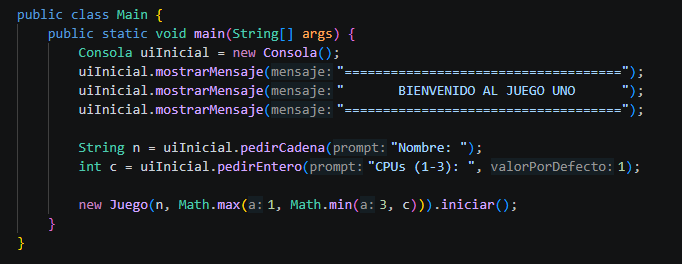 public class Main {
public static void main(String[] args) {
Consola uiInicial = new Consola();
uiInicial.mostrarMensaje(mensaje: "====================================");
uiInicial.mostrarMensaje(mensaje: "       BIENVENIDO AL JUEGO UNO      ");
uiInicial.mostrarMensaje(mensaje: "====================================");
String n = uiInicial.pedirCadena(prompt: "Nombre: ");
int c = uiInicial.pedirEntero(prompt: "CPUs (1-3): ", valorPorDefecto: 1);
new Juego(n, Math.max(a: 1, Math.min(a: 3, c))).iniciar();
}
}